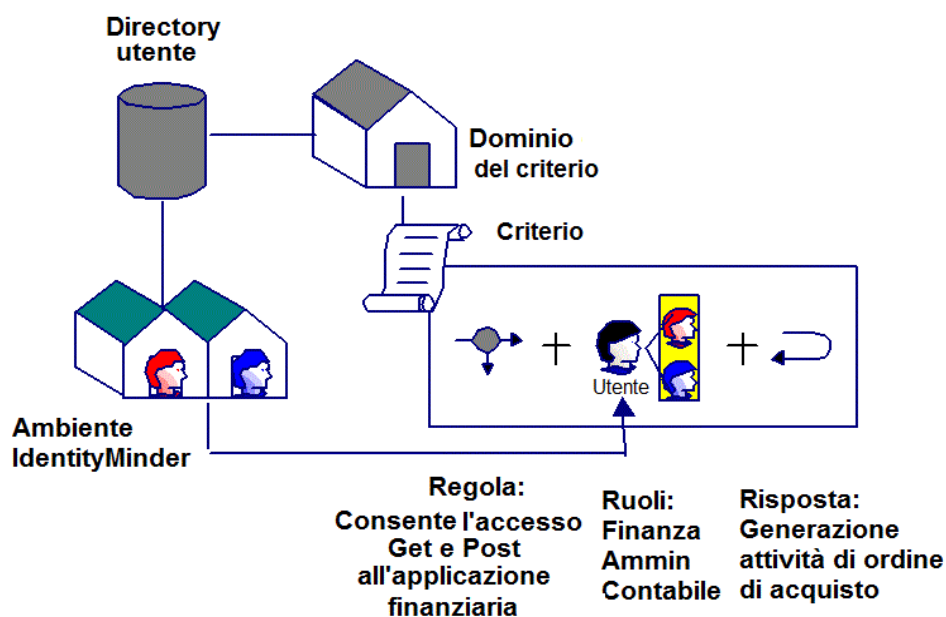 Directory
utente
Dominio
del criterio
Criterio
Utente
Ambiente
IdentityMinder
Regola:
Consente l'accesso
Get e Post
all'applicazione
finanziaria
Ruoli:
Finanza
Ammin
Contabile
Risposta:
Generazione
attività di ordine
di acquisto